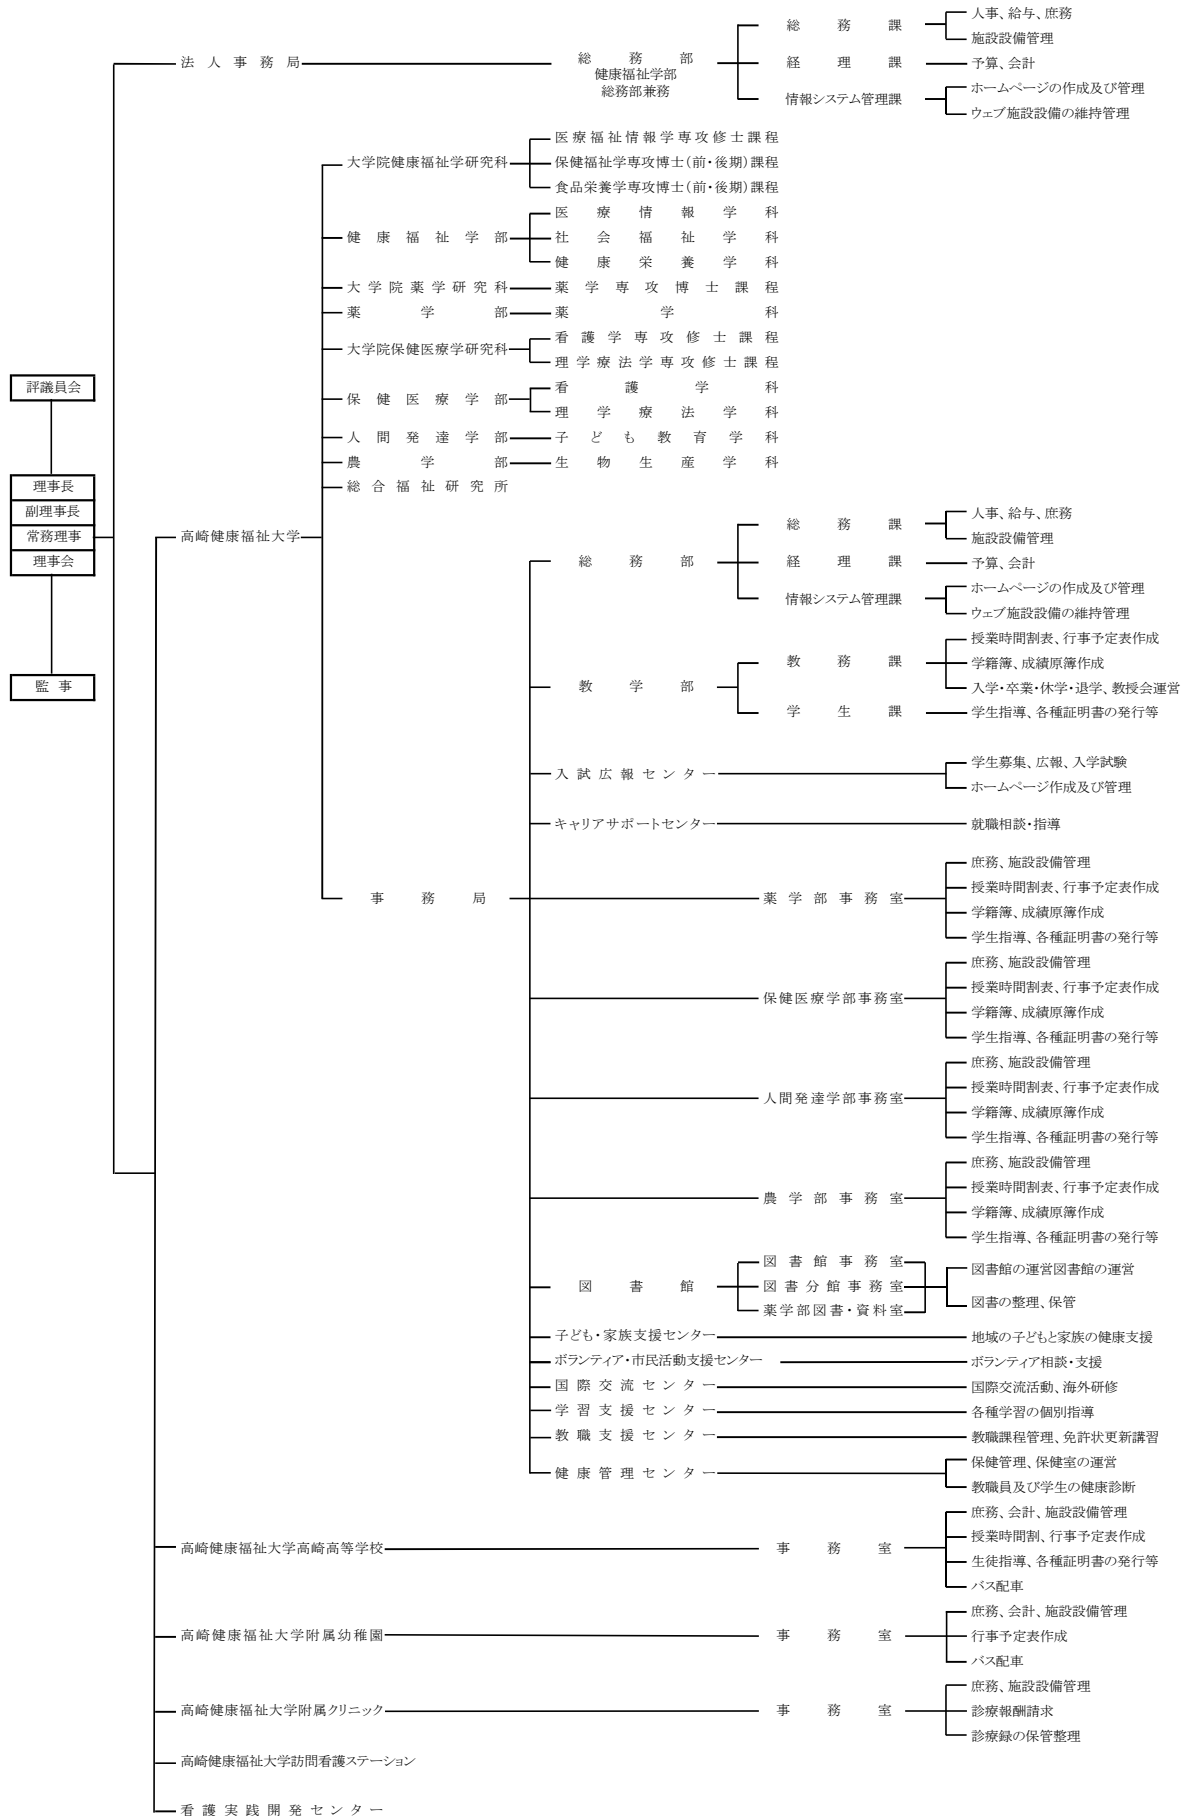 人事、給与、庶務
総務課
施設設備管理
法人事務局
総務部
健康福祉学部
総務部兼務
経理課
予算、会計
ホームページの作成及び管理
情報システム管理課
ウェブ施設設備の維持管理
大学院健康福祉学研究科
医療福祉情報学専攻修士課程
保健福祉学専攻博士(前・後期)課程
食品栄養学専攻博士(前・後期)課程
健康福祉学部
医療情報学科
社会福祉学科
健康栄養学科
大学院薬学研究科
薬学専攻博士課程
薬学部
薬学科
大学院保健医療学研究科
看護学専攻修士課程
理学療法学専攻修士課程
保健医療学部
看護学科
理学療法学科
人間発達学部
子ども教育学科
農学部
生物生産学科
総合福祉研究所
評議員会
理事長
副理事長
常務理事
理事会
監事
高崎健康福祉大学
事務局
総務部
総務課
人事、給与、庶務
施設設備管理
経理課
予算、会計
情報システム管理課
ホームページの作成及び管理
ウェブ施設設備の維持管理
教学部
教務課
授業時間割表、行事予定表作成
学籍簿、成績原簿作成
入学・卒業・休学・退学、教授会運営
学生課
学生指導、各種証明書の発行等
入試広報センター
学生募集、広報、入学試験
ホームページ作成及び管理
キャリアサポートセンター
就職相談・指導
薬学部事務室
庶務、施設設備管理
授業時間割表、行事予定表作成
学籍簿、成績原簿作成
学生指導、各種証明書の発行等
保健医療学部事務室
庶務、施設設備管理
授業時間割表、行事予定表作成
学籍簿、成績原簿作成
学生指導、各種証明書の発行等
人間発達学部事務室
庶務、施設設備管理
授業時間割表、行事予定表作成
学籍簿、成績原簿作成
学生指導、各種証明書の発行等
農学部事務室
庶務、施設設備管理
授業時間割表、行事予定表作成
学籍簿、成績原簿作成
学生指導、各種証明書の発行等
図書館
図書館事務室
図書分館事務室
薬学部図書・資料室
図書館の運営図書館の運営
図書の整理、保管
子ども・家族支援センター
地域の子どもと家族の健康支援
ボランティア・市民活動支援センター
ボランティア相談・支援
国際交流センター
国際交流活動、海外研修
学習支援センター
各種学習の個別指導
教職支援センター
教職課程管理、免許状更新講習
健康管理センター
保健管理、保健室の運営
教職員及び学生の健康診断
高崎健康福祉大学高崎高等学校
事務室
庶務、会計、施設設備管理
授業時間割、行事予定表作成
生徒指導、各種証明書の発行等
バス配車
高崎健康福祉大学附属幼稚園
事務室
庶務、会計、施設設備管理
行事予定表作成
バス配車
高崎健康福祉大学附属クリニック
事務室
庶務、施設設備管理
診療報酬請求
診療録の保管整理
高崎健康福祉大学訪問看護ステーション
看護実践開発センター